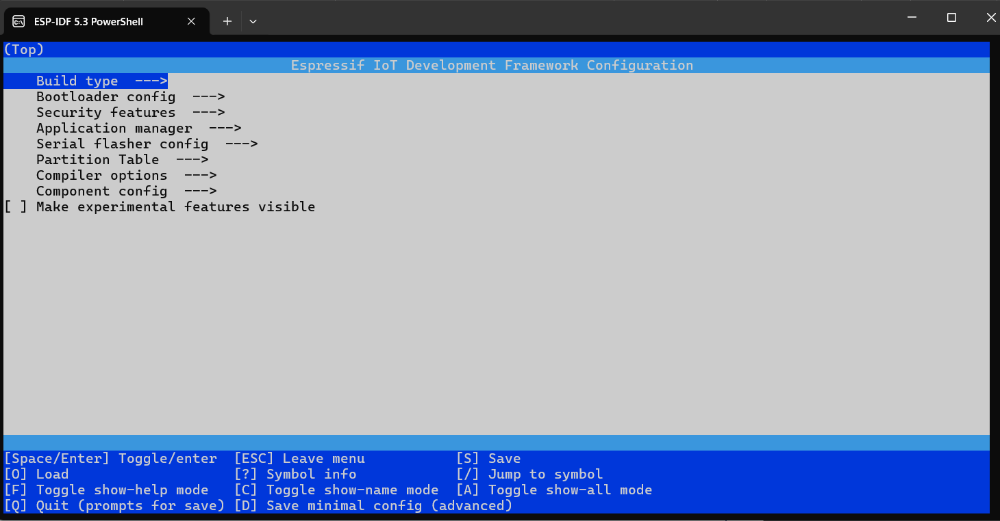 ESP-IDF 5.3 PowerShell
(Top)
Espressif IoT Development Framework Configuration
Build type  --->
Bootloader config  --->
Security features  --->
Application manager  --->
Serial flasher config  --->
Partition Table  --->
Compiler options  --->
Component config  --->
[ ] Make experimental features visible
[Space/Enter] Toggle/enter  [ESC] Leave menu           [S] Save
[O] Load                    [?] Symbol info            [/] Jump to symbol
[F] Toggle show-help mode   [C] Toggle show-name mode  [A] Toggle show-all mode
[Q] Quit (prompts for save) [D] Save minimal config (advanced)